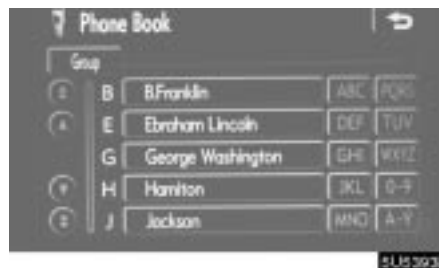 Phone Book
Group
B B.Franklin ABC PQRS
E Ebraham Lincoln DEF TUV
G George Washington GHI WXYZ
H Hamiton JKL 0-9
J Jackson MNO A-Y
5U5393